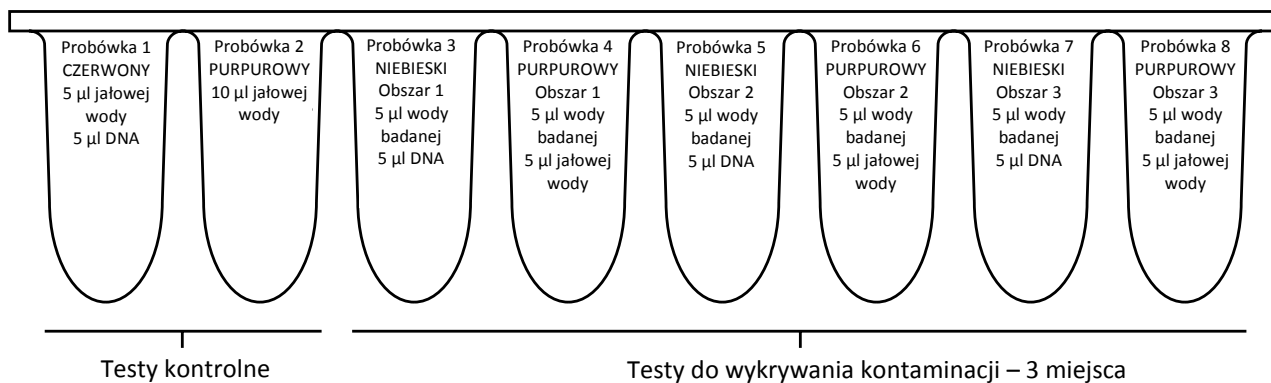 Probówka 1
CZERWONY
5 µl jałowej
wody
5 µl DNA
Probówka 2
PURPUROWY
10 µl jałowej
wody
Probówka 3
NIEBIESKI
Obszar 1
5 µl wody
badanej
5 µl DNA
Probówka 4
PURPUROWY
Obszar 1
5 µl wody
badanej
5 µl jałowej
wody
Probówka 5
NIEBIESKI
Obszar 2
5 µl wody
badanej
5 µl DNA
Probówka 6
PURPUROWY
Obszar 2
5 µl wody
badanej
5 µl jałowej
wody
Probówka 7
NIEBIESKI
Obszar 3
5 µl wody
badanej
5 µl DNA
Probówka 8
PURPUROWY
Obszar 3
5 µl wody
badanej
5 µl jałowej
wody
Testy kontrolne
Testy do wykrywania kontaminacji – 3 miejsca